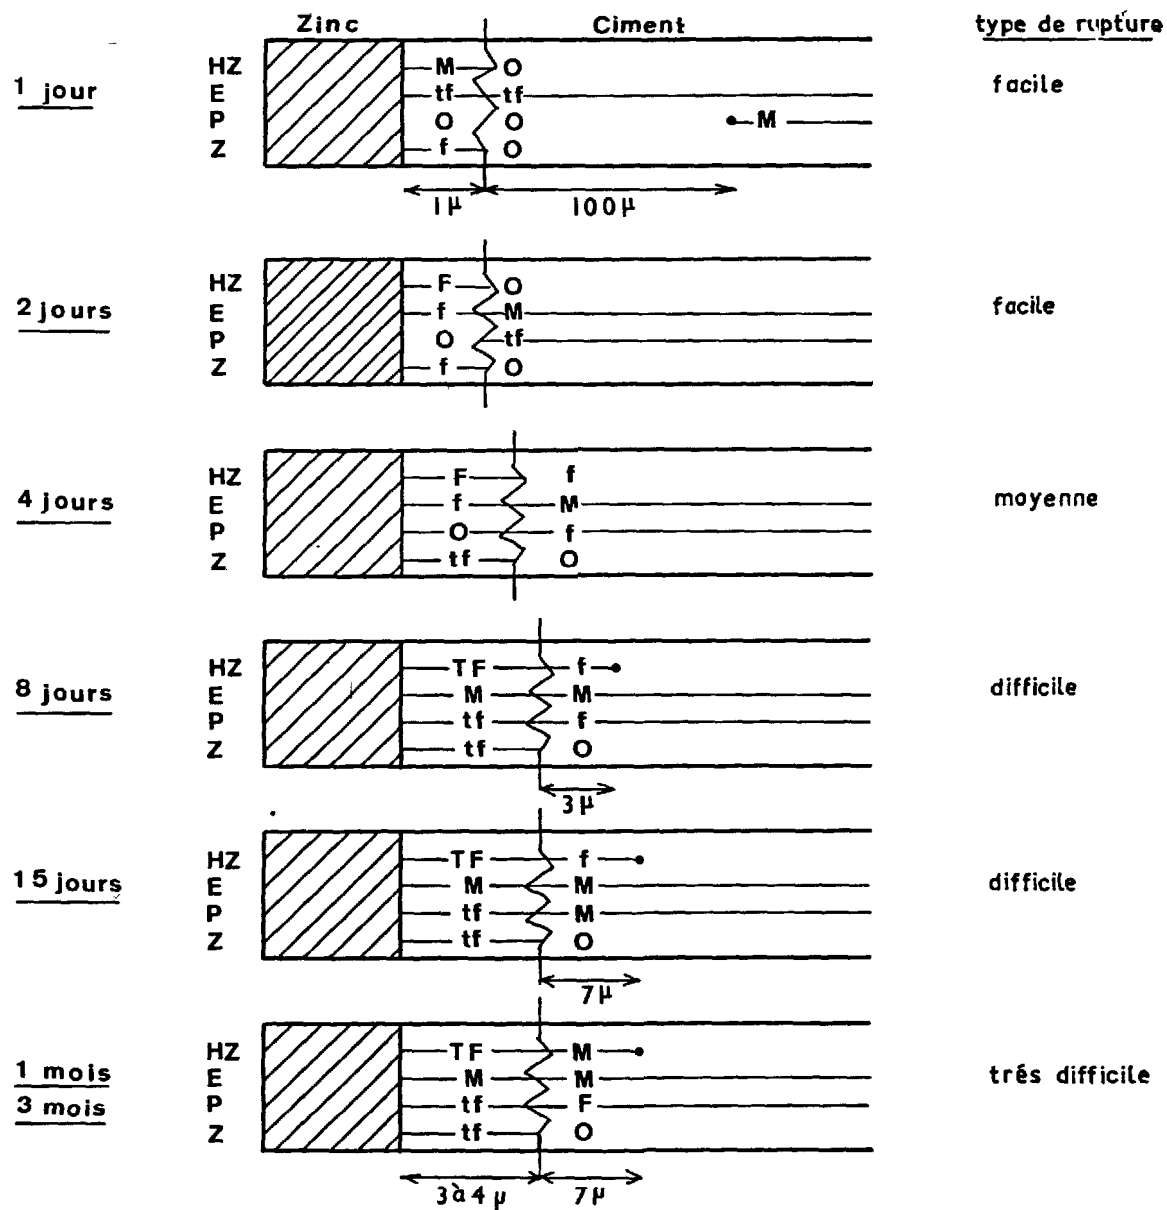 Zinc Ciment type de rupture
1 jour
HZ M O facile
E tf tf
P O O M
Z f O
1μ 100μ
2 jours
HZ F O facile
E f M
P O tf
Z f O
4 jours
HZ F f
E f M moyenne
P O f
Z tf O
8 jours
HZ TF f
E M M difficile
P tf f
Z tf O
3μ
15 jours
HZ TF f
E M M difficile
P tf M
Z tf O
7μ
1 mois
3 mois
HZ TF M
E M M trés difficile
P tf F
Z tf O
3 à 4 μ 7μ